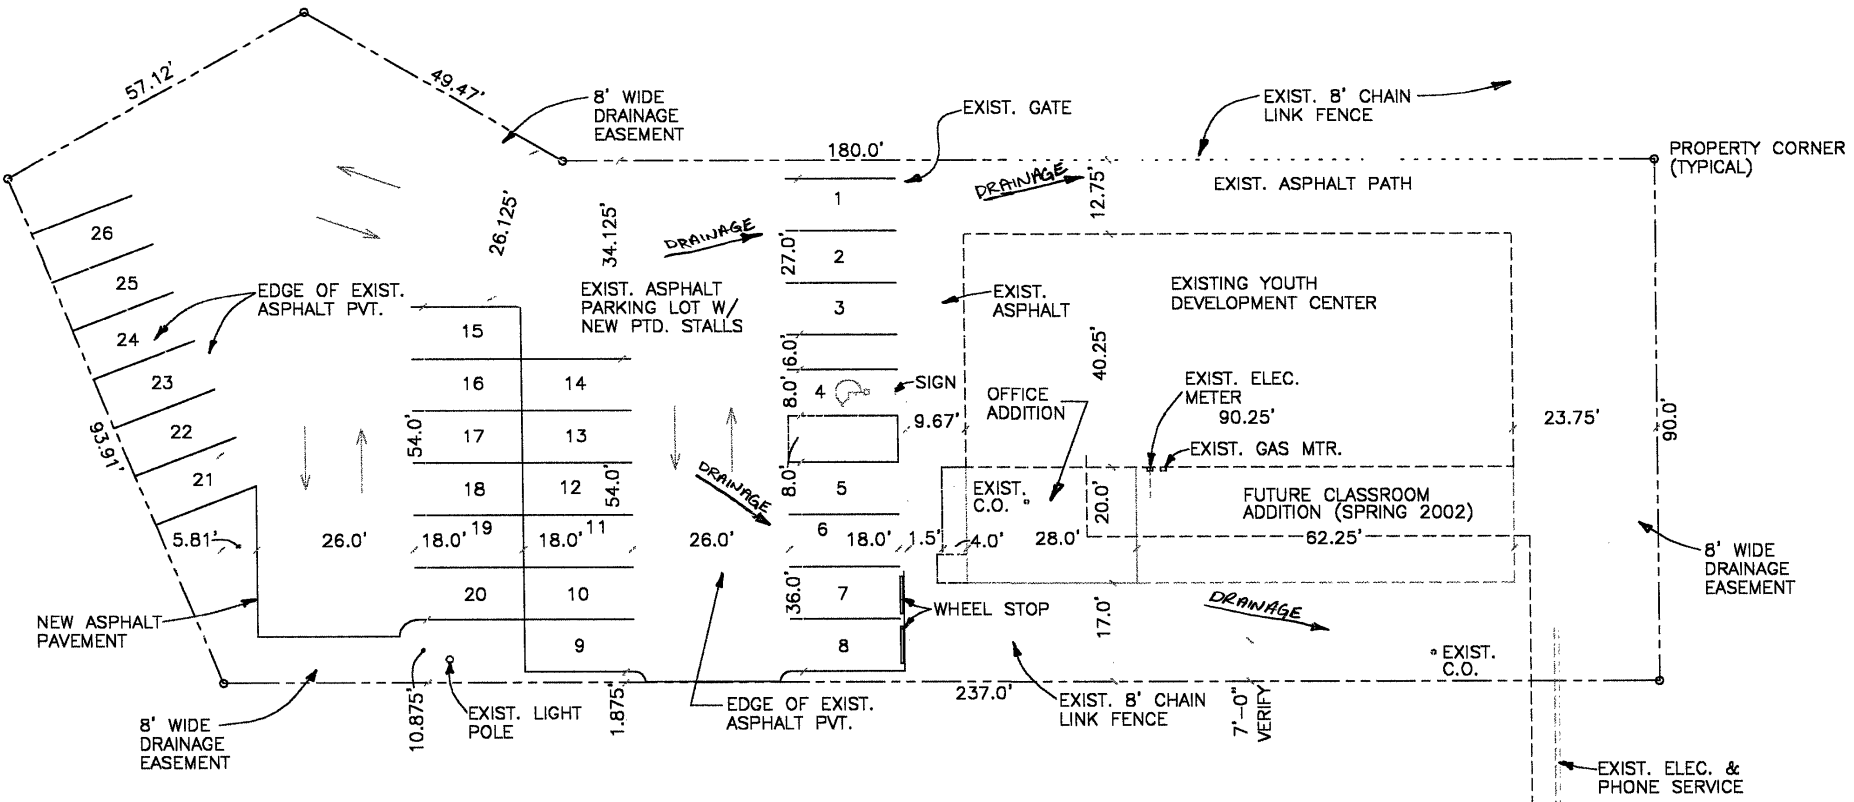 57.12'
49.47'
8' WIDE
DRAINAGE
EASEMENT
EXIST. GATE
EXIST. 8' CHAIN
LINK FENCE
180.0'
PROPERTY CORNER
(TYPICAL)
DRAINAGE
EXIST. ASPHALT PATH
12.75'
1
26
26.125'
34.125'
DRAINAGE
27.0'
2
25
EDGE OF EXIST.
ASPHALT PVT.
EXIST. ASPHALT
PARKING LOT W/
NEW PTD. STALLS
3
EXIST.
ASPHALT
EXISTING YOUTH
DEVELOPMENT CENTER
24
15
6.0'
40.25'
23
16
14
8.0'
4
SIGN
OFFICE
ADDITION
EXIST. ELEC.
METER
90.25'
9.67'
23.75'
90.0'
93.91'
22
54.0'
17
13
EXIST. GAS MTR.
21
18
12
54.0'
DRAINAGE
8.0'
5
EXIST.
C.O.
20.0'
FUTURE CLASSROOM
ADDITION (SPRING 2002)
5.81'
26.0'
18.0'
19
18.0'
11
26.0'
6
18.0'
1.5'
4.0'
28.0'
62.25'
8' WIDE
DRAINAGE
EASEMENT
20
10
36.0'
7
WHEEL STOP
17.0'
DRAINAGE
NEW ASPHALT
PAVEMENT
9
8
EXIST.
C.O.
237.0'
8' WIDE
DRAINAGE
EASEMENT
10.875'
EXIST. LIGHT
POLE
1.875'
EDGE OF EXIST.
ASPHALT PVT.
EXIST. 8' CHAIN
LINK FENCE
7'-0"
VERIFY
EXIST. ELEC. &
PHONE SERVICE